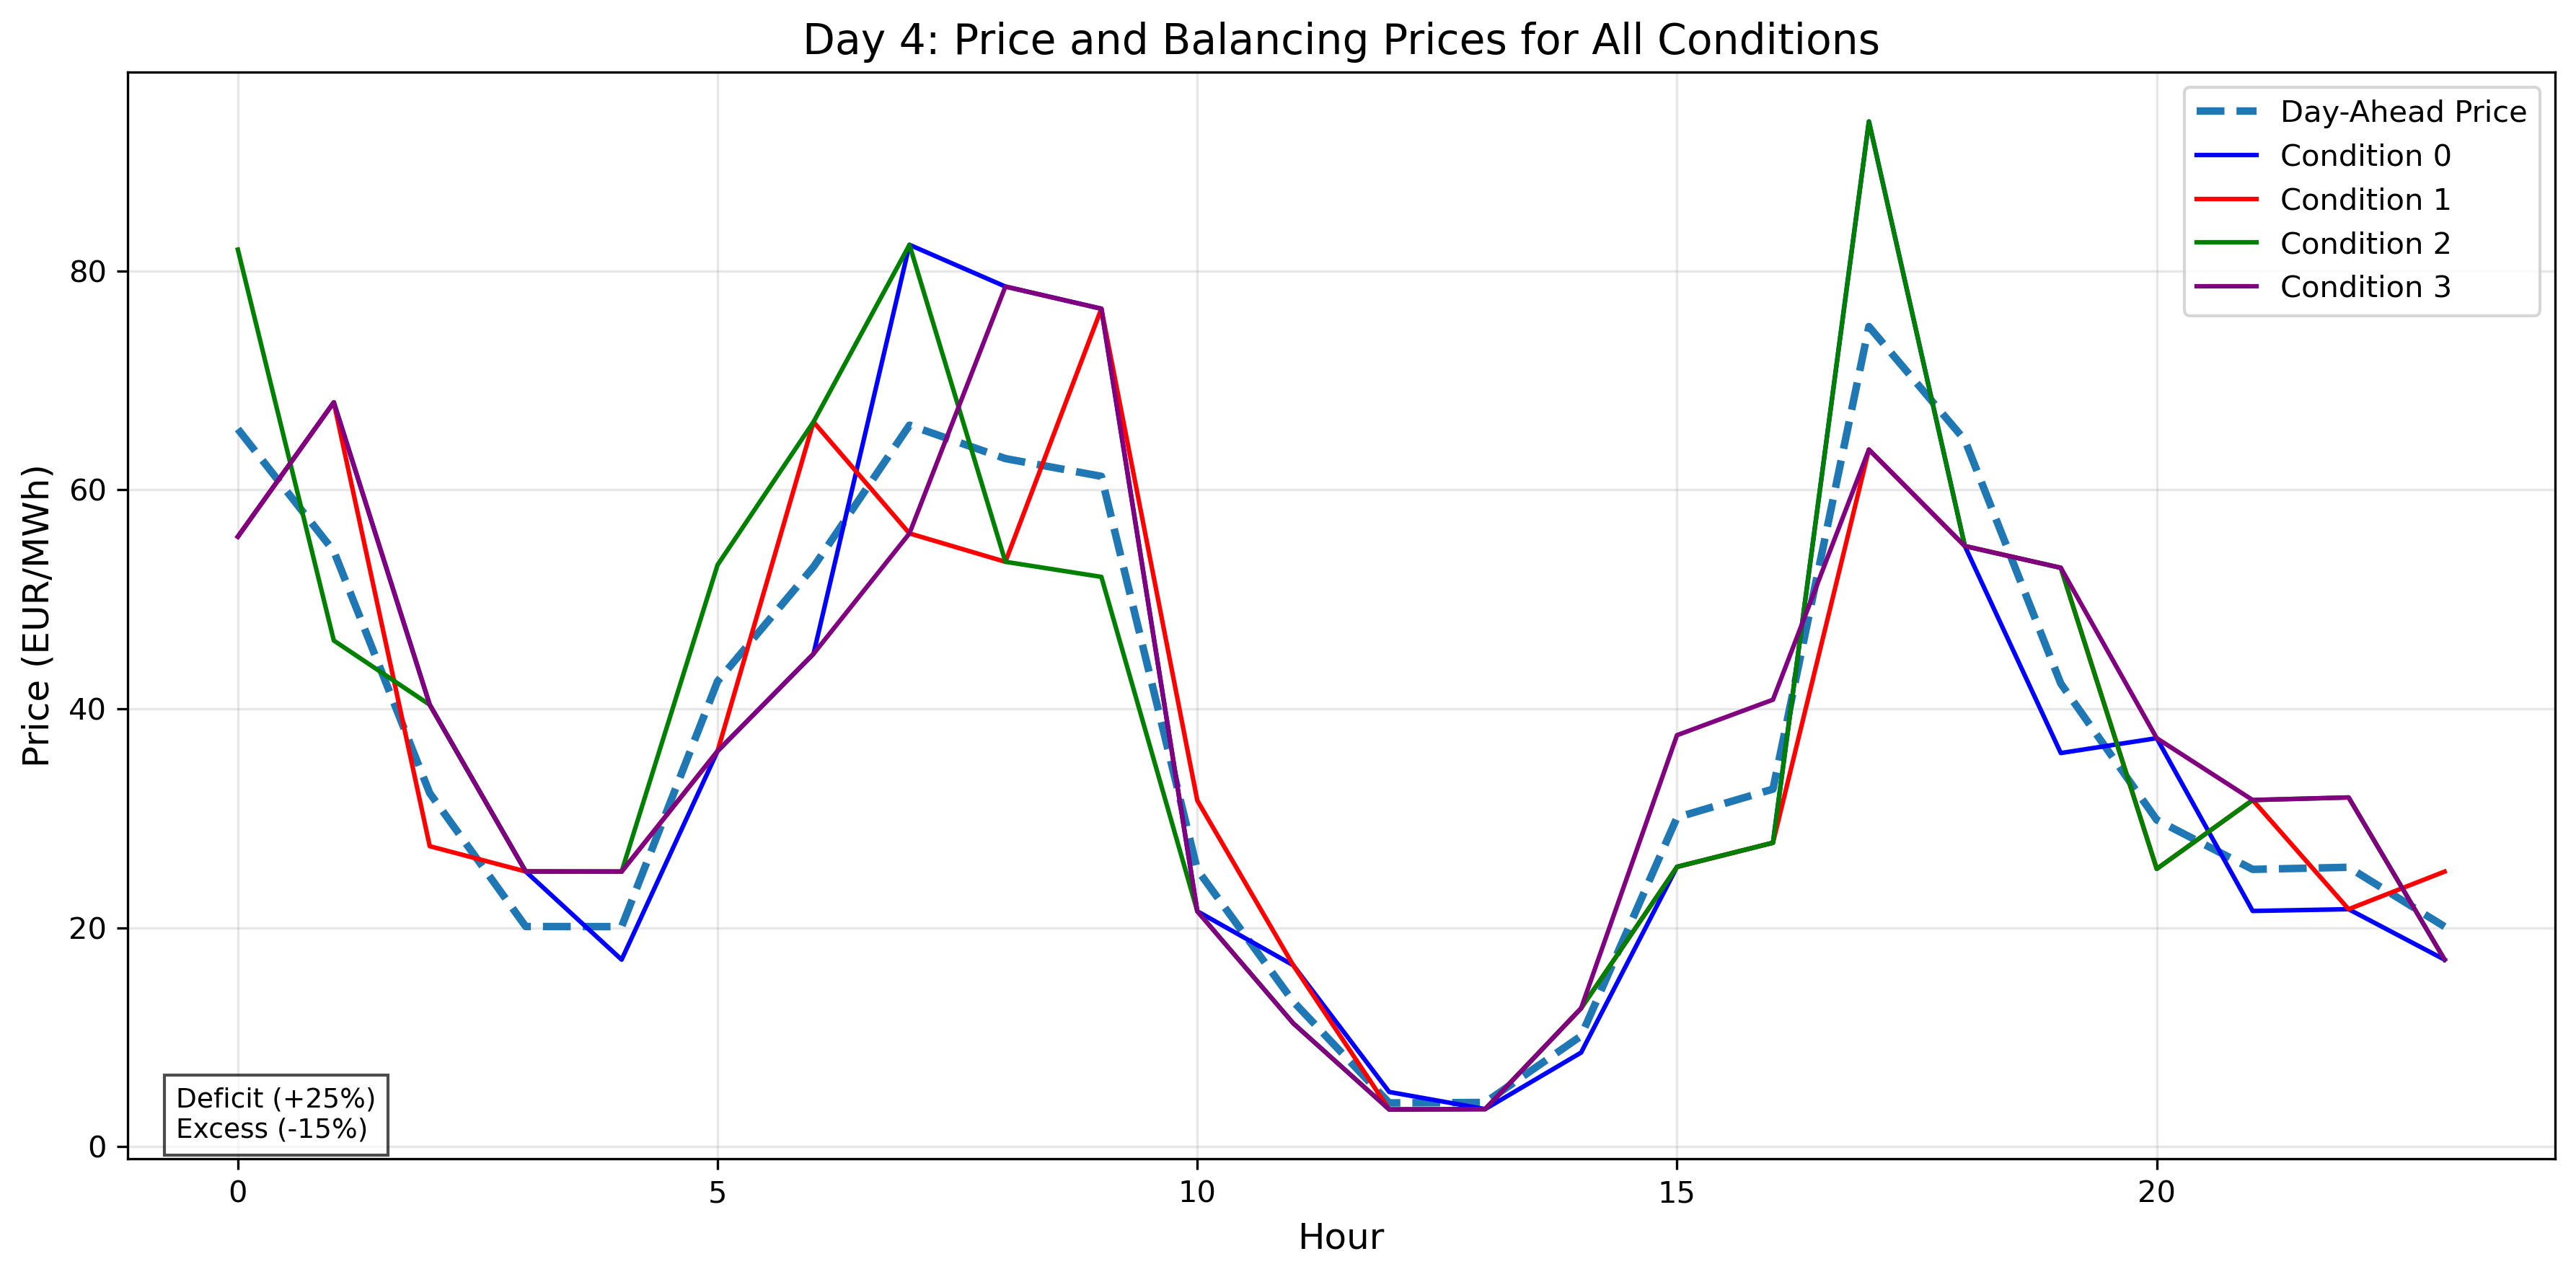 Day 4: Price and Balancing Prices for All Conditions
Price (EUR/MWh)
80
60
40
20
0
Day-Ahead Price
Condition 0
Condition 1
Condition 2
Condition 3
Deficit (+25%)
Excess (-15%)
0 5 10 15 20
Hour